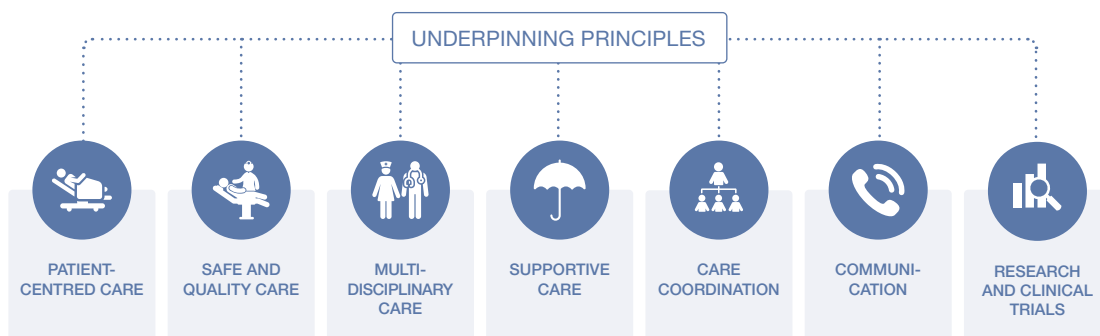 UNDERPINNING PRINCIPLES
PATIENT-
CENTRED CARE
SAFE AND
QUALITY CARE
MULTI-
DISCIPLINARY
CARE
SUPPORTIVE
CARE
CARE
COORDINATION
COMMUNI-
CATION
RESEARCH
AND CLINICAL
TRIALS